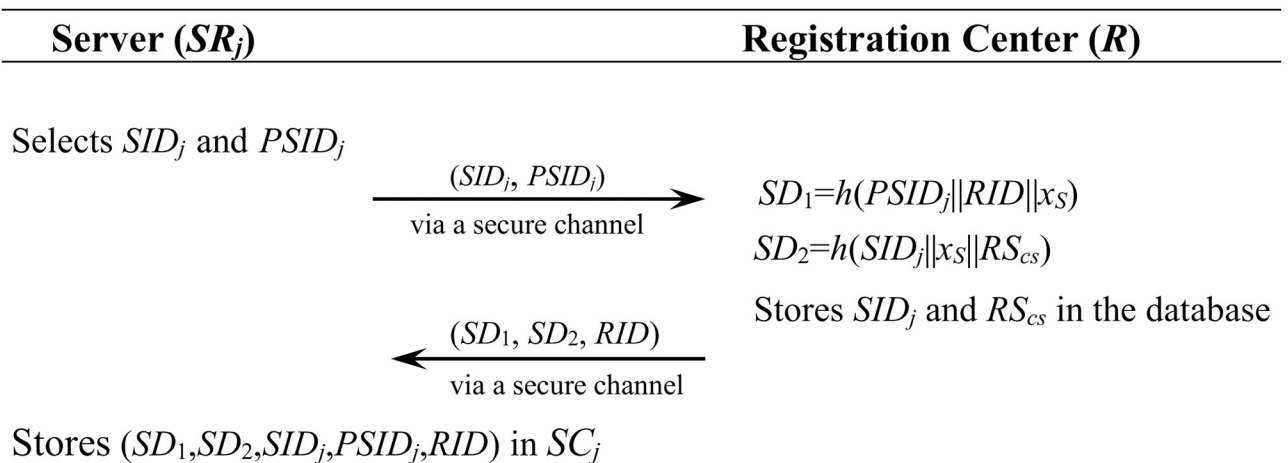 Server (SRj) Registration Center (R)
Selects SIDj and PSIDj
(SIDj, PSIDj)
via a secure channel
SD1=h(PSIDj||RID||xS)
SD2=h(SIDj||xS||RScs)
Stores SIDj and RScs in the database
(SD1, SD2, RID)
via a secure channel
Stores (SD1,SD2,SIDj,PSIDj,RID) in SCj